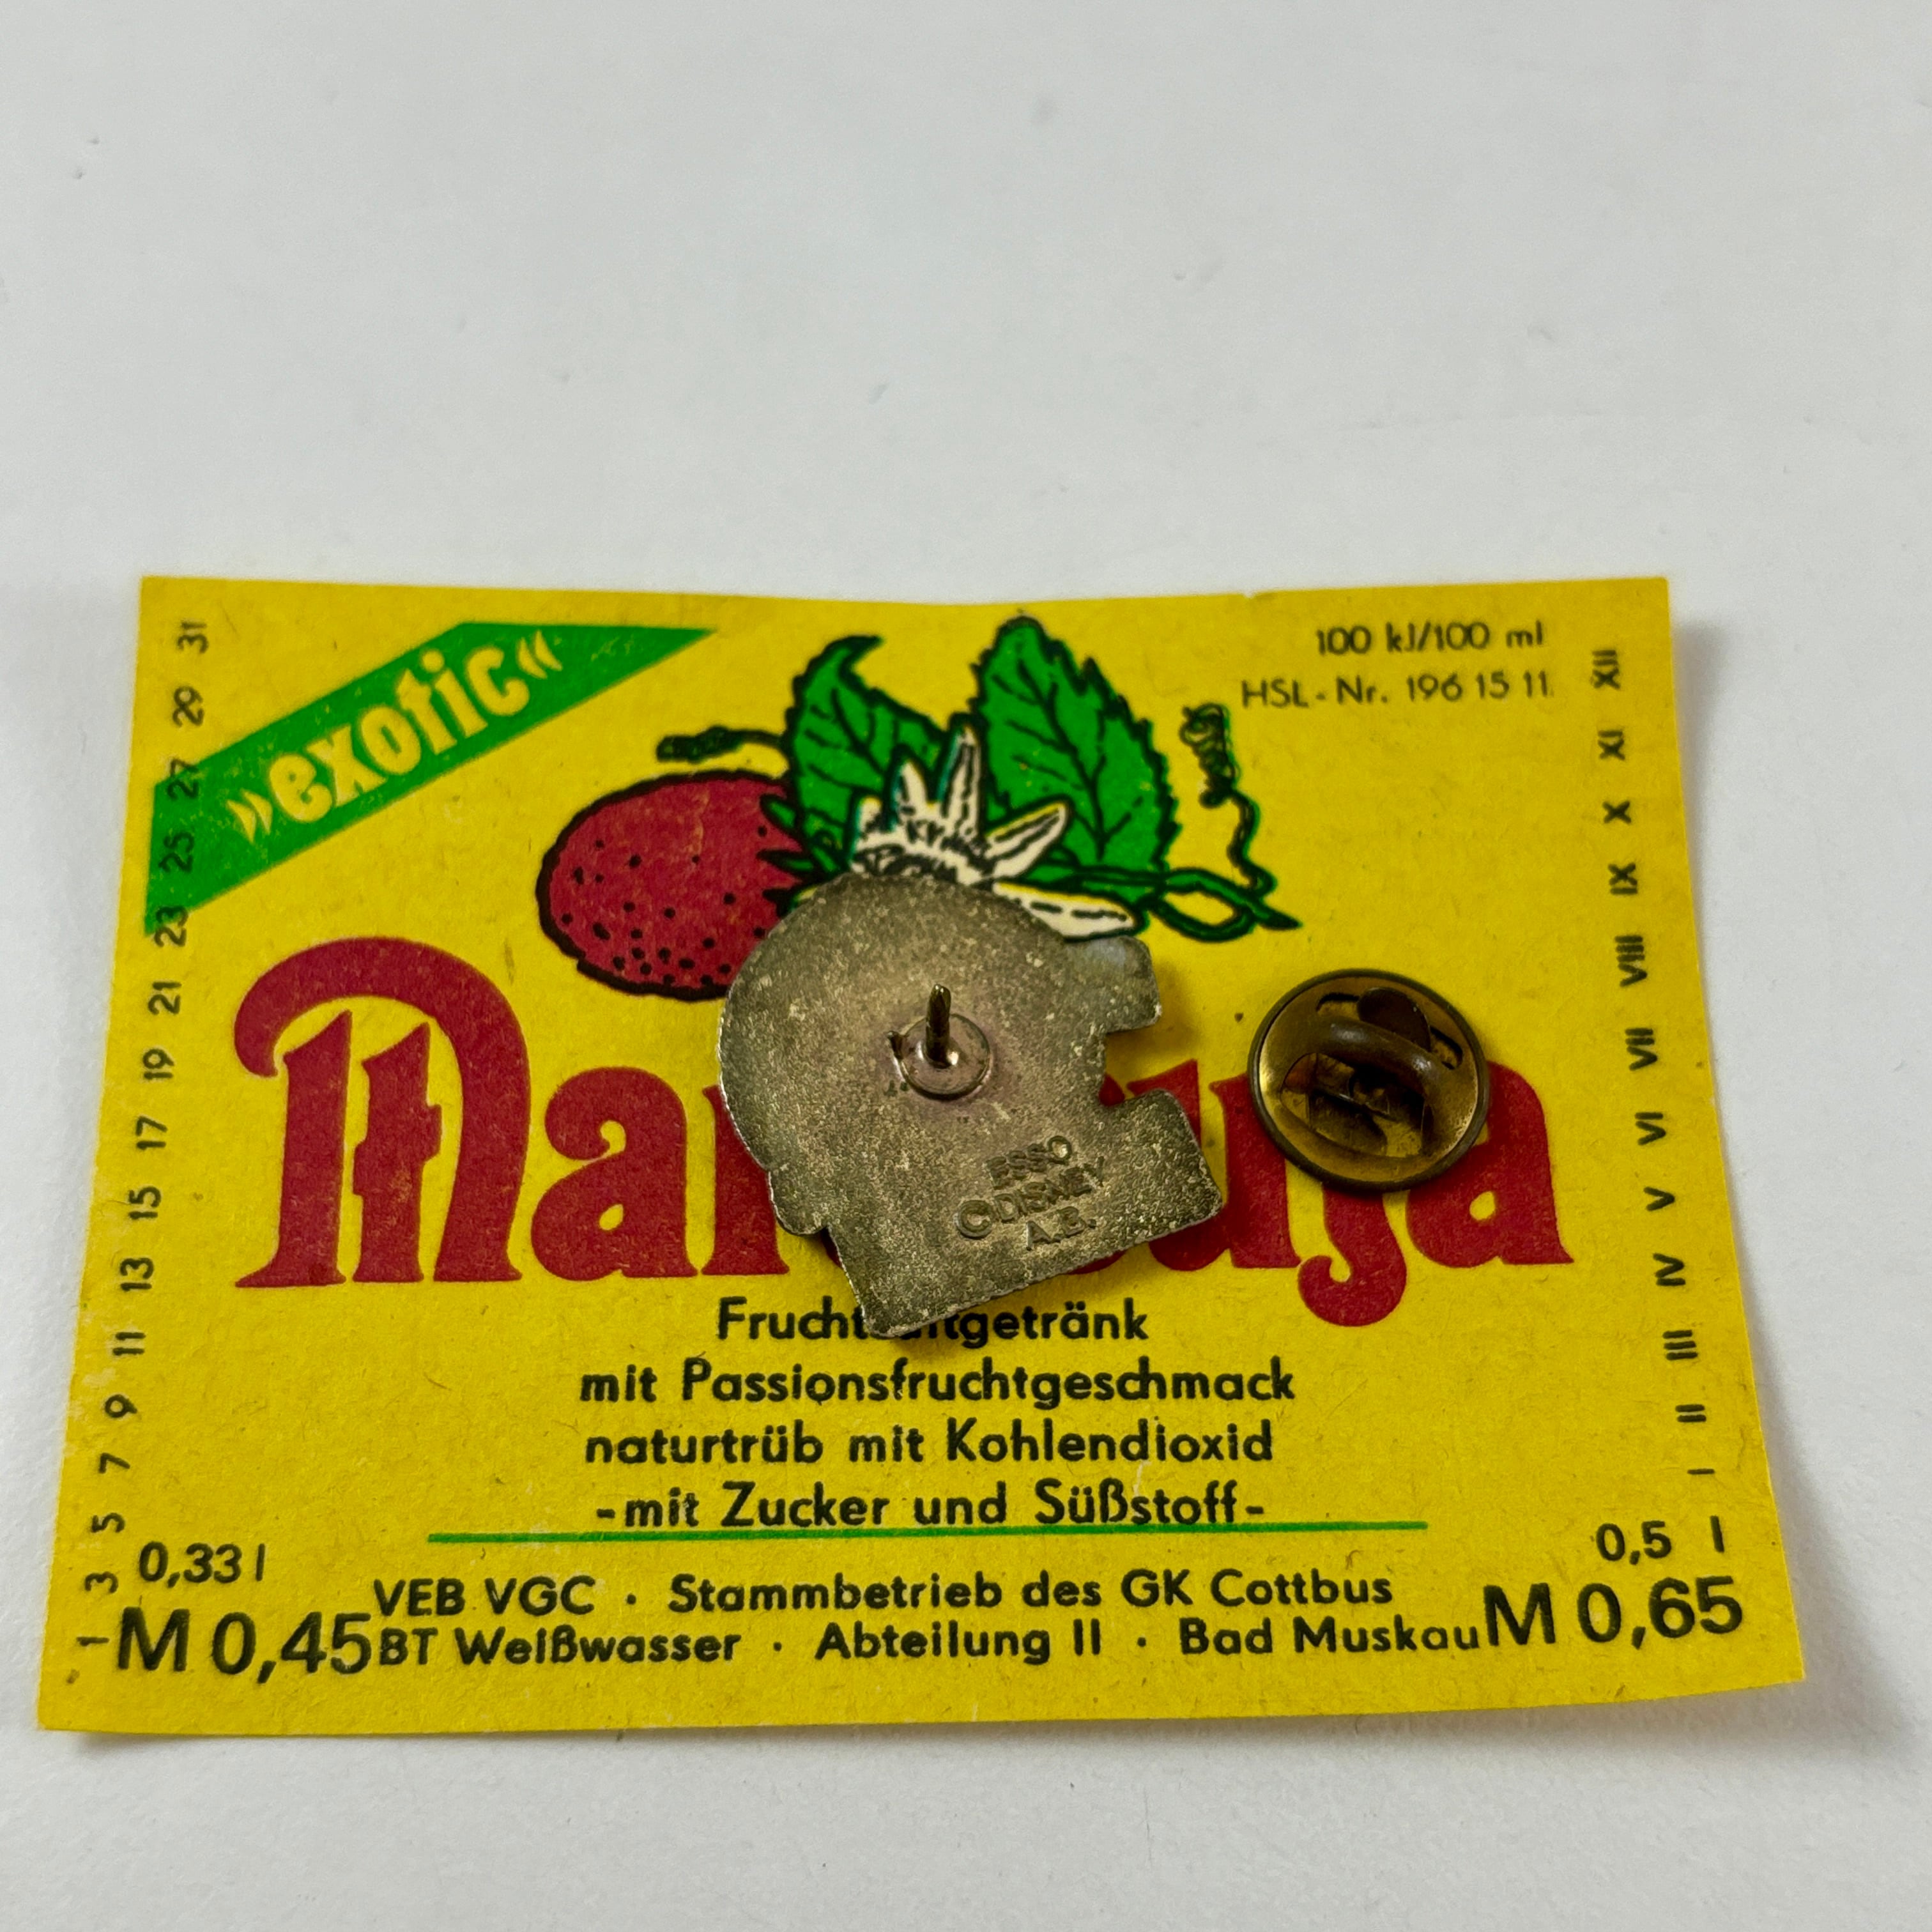 »exotic«
100 kJ/100 ml
HSL-Nr. 196 15 11
ESSO
© DISNEY
A.B.
mit Passionsfruchtgeschmack
naturtrüb mit Kohlendioxid
-mit Zucker und Süßstoff-
0,33 l
0,5 l
VEB VGC · Stammbetrieb des GK Cottbus
M 0,45
BT Weißwasser · Abteilung II · Bad Muskau
M 0,65
1 3 5 7 9 11 13 15 17 19 21 23 25 27 29 31
I II III IV V VI VII VIII IX X XI XII